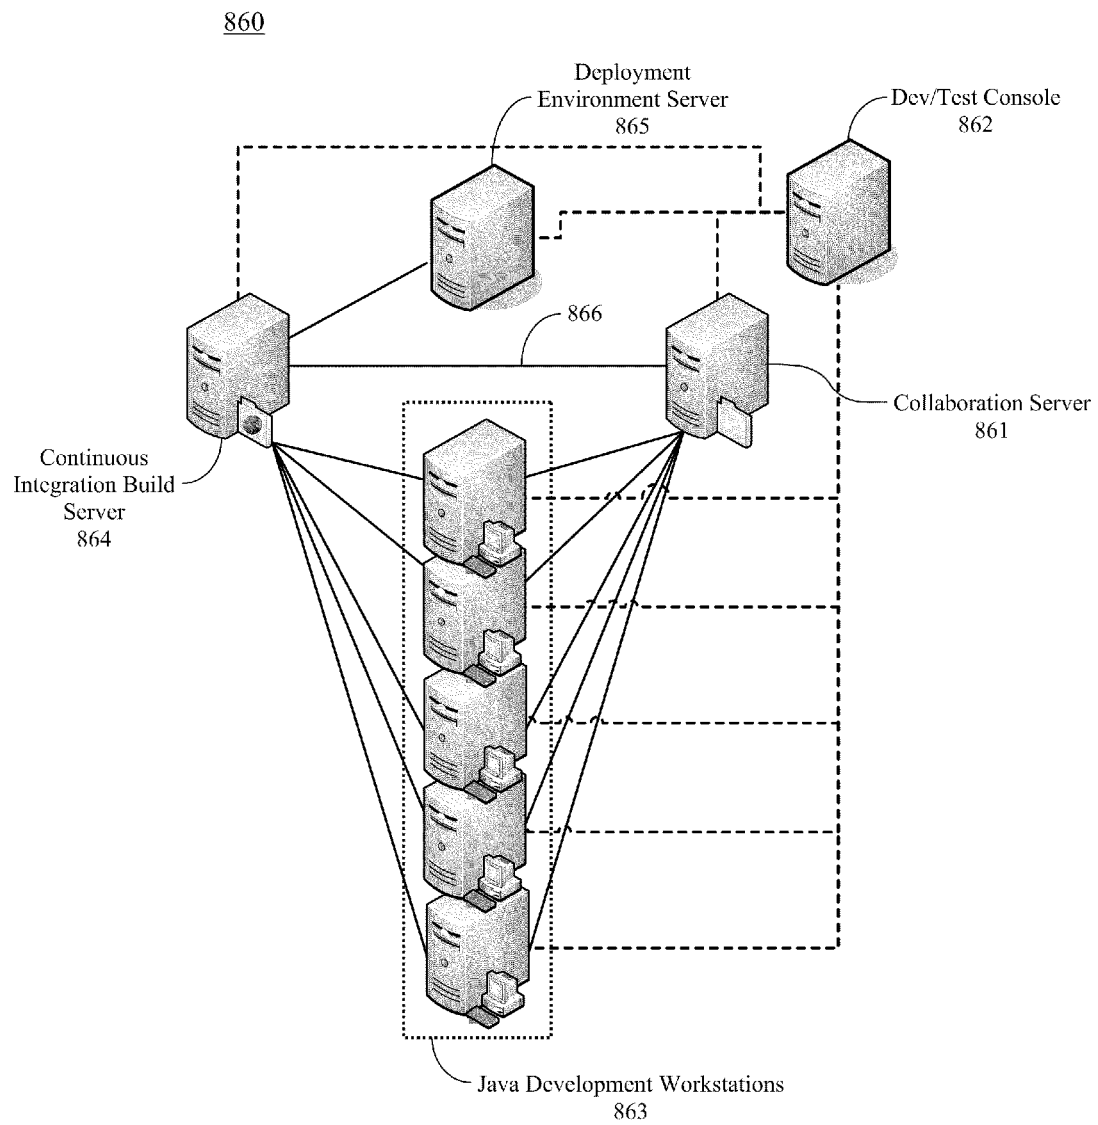 860
Deployment
Environment Server
865
Dev/Test Console
862
866
Collaboration Server
861
Continuous
Integration Build
Server
864
Java Development Workstations
863